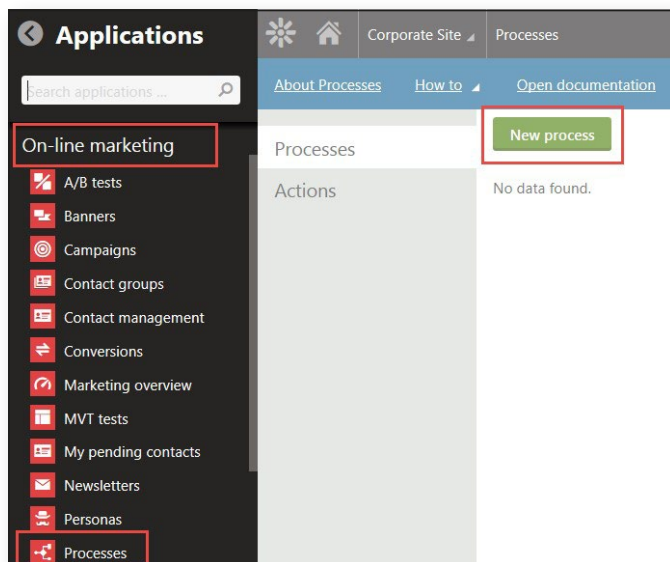 Applications
Search applications ...
On-line marketing
A/B tests
Banners
Campaigns
Contact groups
Contact management
Conversions
Marketing overview
MVT tests
My pending contacts
Newsletters
Personas
Processes
Corporate Site Processes
About Processes How to Open documentation
Processes
Actions
New process
No data found.